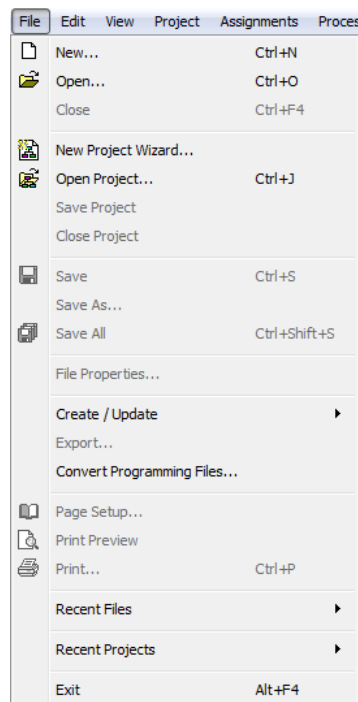 File Edit View Project Assignments Proces
New... Ctrl+N
Open... Ctrl+O
Close Ctrl+F4
New Project Wizard...
Open Project... Ctrl+J
Save Project
Close Project
Save Ctrl+S
Save As...
Save All Ctrl+Shift+S
File Properties...
Create / Update
Export...
Convert Programming Files...
Page Setup...
Print Preview
Print... Ctrl+P
Recent Files
Recent Projects
Exit Alt+F4